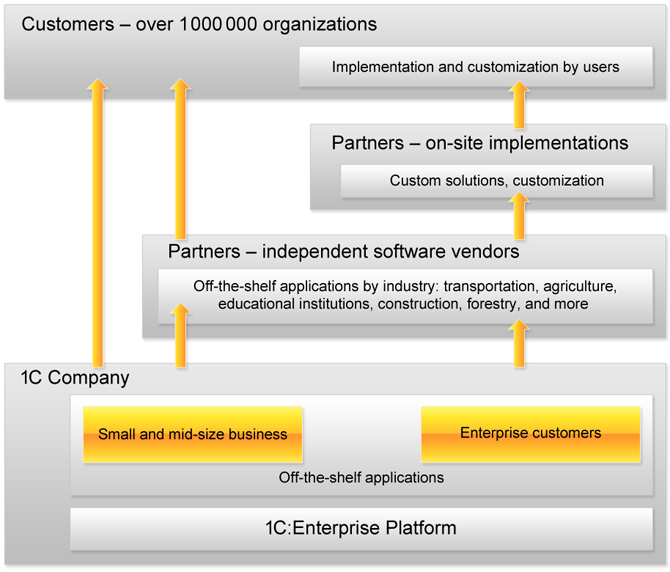 Customers – over 1 000 000 organizations
Implementation and customization by users
Partners – on-site implementations
Custom solutions, customization
Partners – independent software vendors
Off-the-shelf applications by industry: transportation, agriculture,
educational institutions, construction, forestry, and more
1C Company
Small and mid-size business
Enterprise customers
Off-the-shelf applications
1C:Enterprise Platform